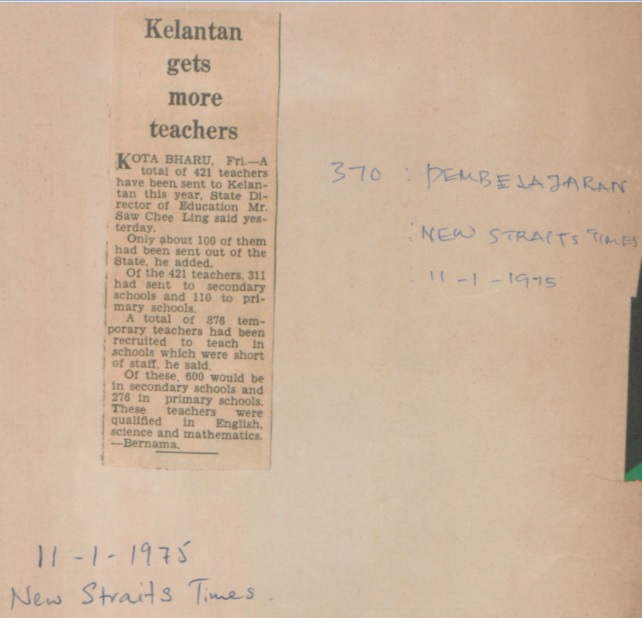 Kelantan
gets
more
teachers
KOTA BHARU, Fri.—A
total of 421 teachers
have been sent to Kelan-
tan this year, State Di-
rector of Education Mr.
Saw Chee Ling said yes-
terday.
Only about 100 of them
had been sent out of the
State, he added.
Of the 421 teachers, 311
had sent to secondary
schools and 110 to pri-
mary schools.
A total of 876 tem-
porary teachers had been
recruited to teach in
schools which were short
of staff, he said.
Of these, 600 would be
in secondary schools and
276 in primary schools.
These teachers were
qualified in English,
science and mathematics.
—Bernama.
370 : PEMBELAJARAN
: NEW STRAITS TIMES
: 11-1-1975
11-1-1975
New Straits Times.